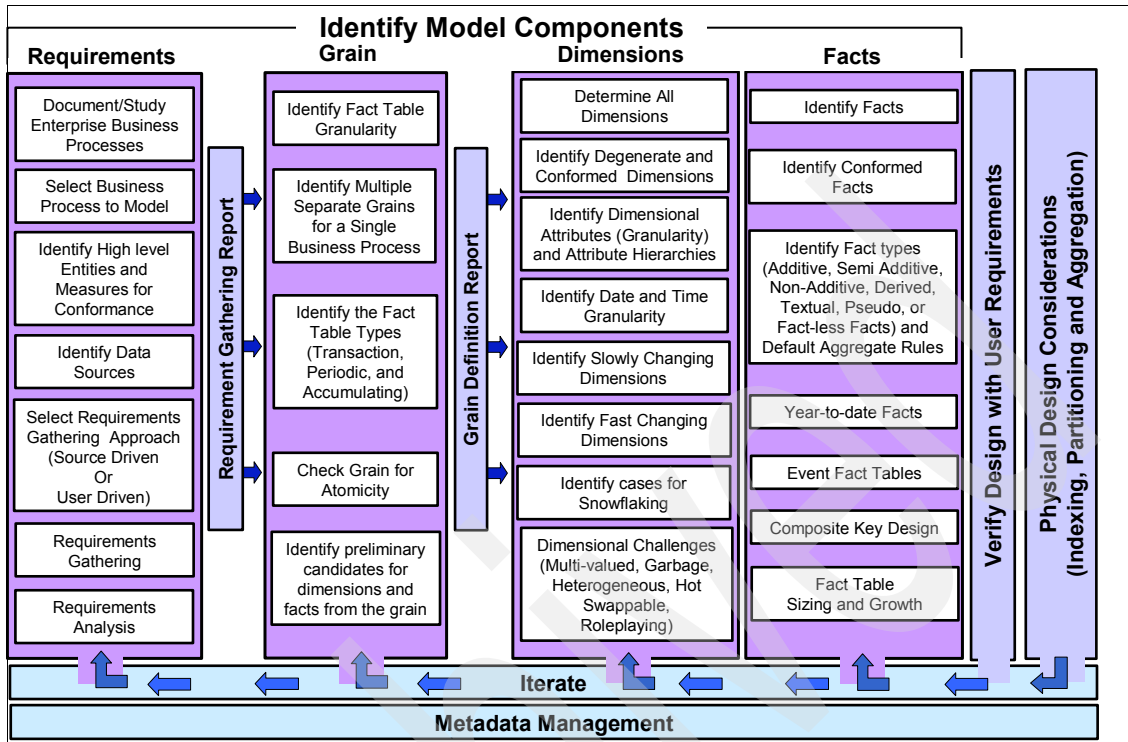 Identify Model Components
Requirements
Document/Study
Enterprise Business
Processes
Select Business
Process to Model
Identify High level
Entities and
Measures for
Conformance
Identify Data
Sources
Select Requirements
Gathering Approach
(Source Driven
Or
User Driven)
Requirements
Gathering
Requirements
Analysis
Requirement Gathering Report
Grain
Identify Fact Table
Granularity
Identify Multiple
Separate Grains
for a Single
Business Process
Identify the Fact
Table Types
(Transaction,
Periodic, and
Accumulating)
Check Grain for
Atomicity
Identify preliminary
candidates for
dimensions and
facts from the grain
Grain Definition Report
Dimensions
Determine All
Dimensions
Identify Degenerate and
Conformed Dimensions
Identify Dimensional
Attributes (Granularity)
and Attribute Hierarchies
Identify Date and Time
Granularity
Identify Slowly Changing
Dimensions
Identify Fast Changing
Dimensions
Identify cases for
Snowflaking
Dimensional Challenges
(Multi-valued, Garbage,
Heterogeneous, Hot
Swappable,
Roleplaying)
Facts
Identify Facts
Identify Conformed
Facts
Identify Fact types
(Additive, Semi Additive,
Non-Additive, Derived,
Textual, Pseudo, or
Fact-less Facts) and
Default Aggregate Rules
Year-to-date Facts
Event Fact Tables
Composite Key Design
Fact Table
Sizing and Growth
Verify Design with User Requirements
Physical Design Considerations
(Indexing, Partitioning and Aggregation)
Iterate
Metadata Management